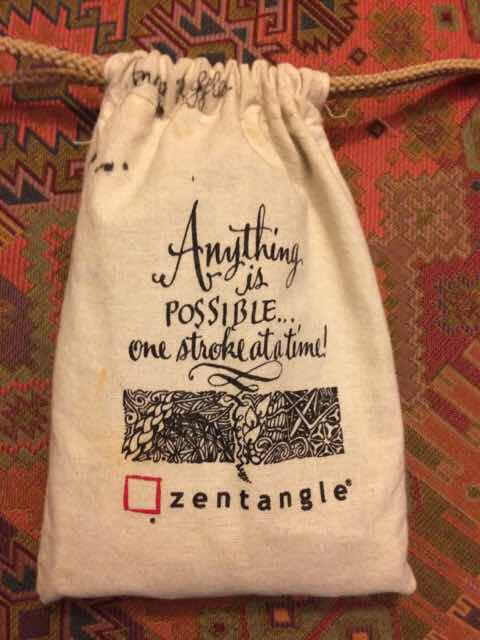 Anything
is
POSSIBLE...
one stroke at a time!
zentangle®